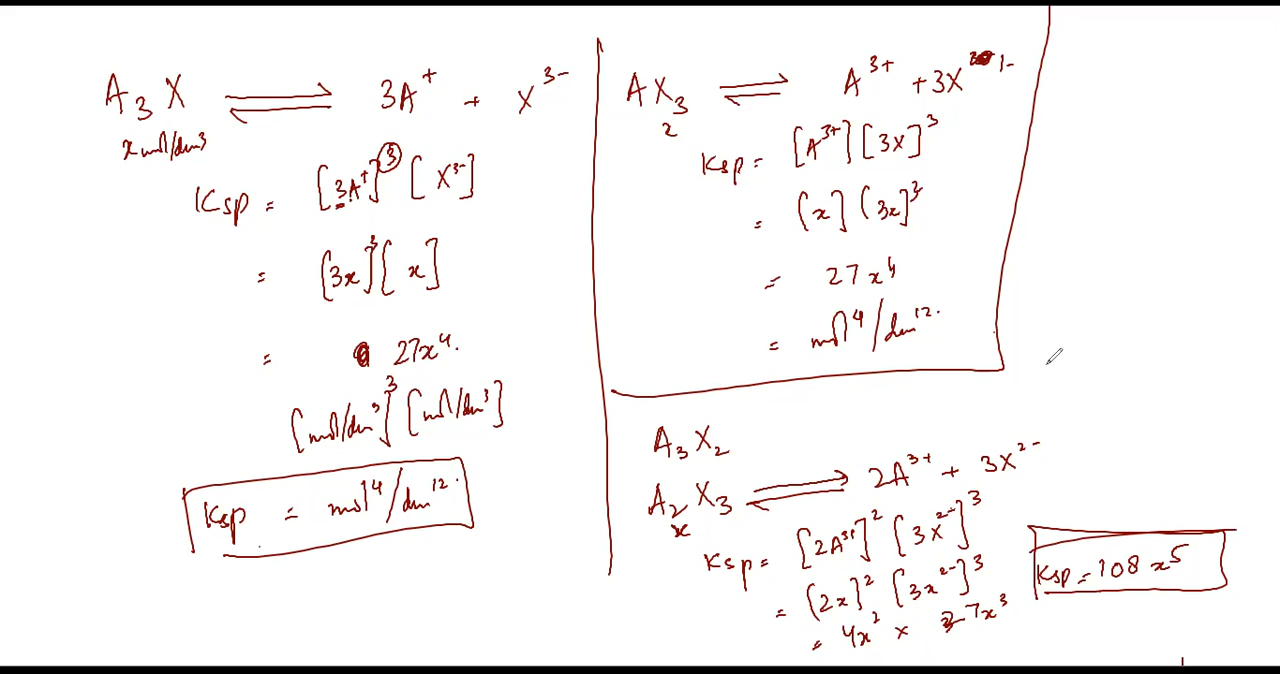 A₃X ⇌ 3A⁺ + X³⁻
x mol/dm³
Ksp = [3A⁺]³ [X³⁻]
= [3x]³ [x]
= 27x⁴.
[mol/dm³]³ [mol/dm³]
Ksp = mol⁴/dm¹².
AX₃ ⇌ A³⁺ + 3X¹⁻
Ksp = [A³⁺] [3X]³
= [x] [3x]³
= 27x⁴
= mol⁴/dm¹².
A₃X₂
A₂X₃ ⇌ 2A³⁺ + 3X²⁻
x
Ksp = [2A³⁺]² [3X²⁻]³
= [2x]² [3x²⁻]³
= 4x² × 27x³
Ksp = 108x⁵